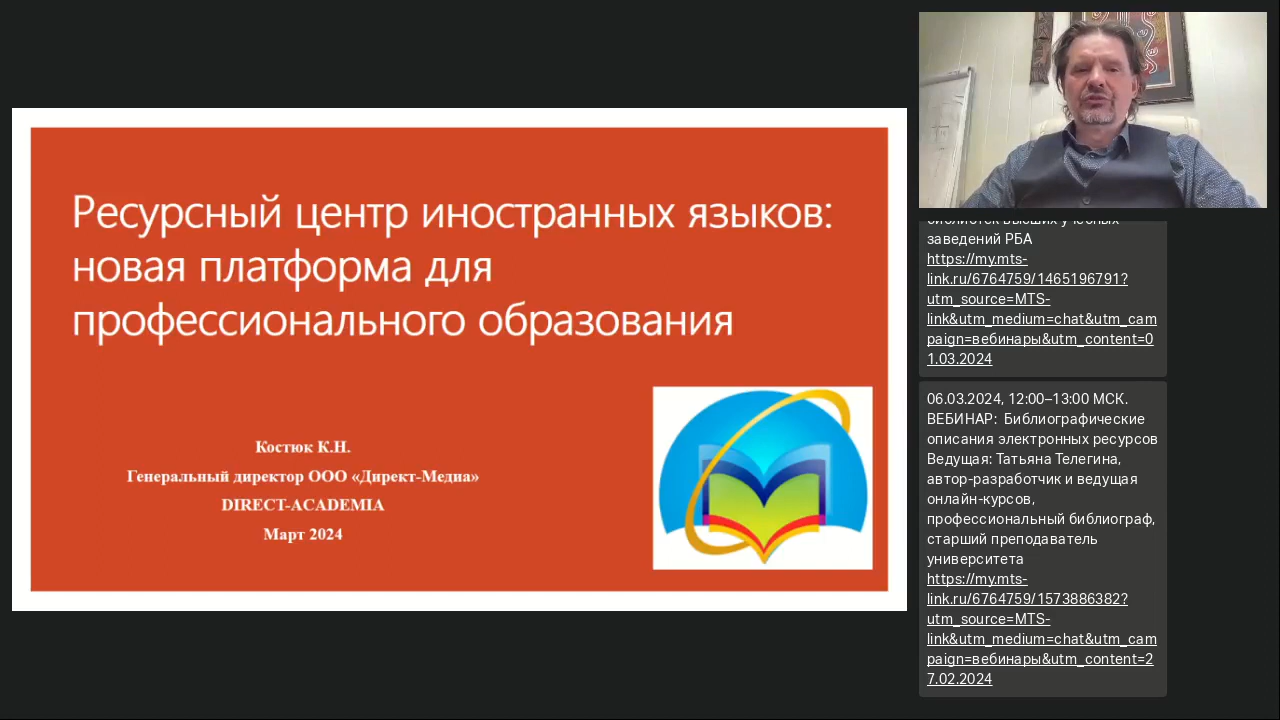 Ресурсный центр иностранных языков:
новая платформа для
профессионального образования
Костюк К.Н.
Генеральный директор ООО «Директ-Медиа»
DIRECT-ACADEMIA
Март 2024
библиотек высших учебных
заведений РБА
https://my.mts-
link.ru/6764759/1465196791?
utm_source=MTS-
link&utm_medium=chat&utm_cam
paign=вебинары&utm_content=0
1.03.2024
06.03.2024, 12:00–13:00 МСК.
ВЕБИНАР: Библиографические
описания электронных ресурсов
Ведущая: Татьяна Телегина,
автор-разработчик и ведущая
онлайн-курсов,
профессиональный библиограф,
старший преподаватель
университета
https://my.mts-
link.ru/6764759/1573886382?
utm_source=MTS-
link&utm_medium=chat&utm_cam
paign=вебинары&utm_content=2
7.02.2024